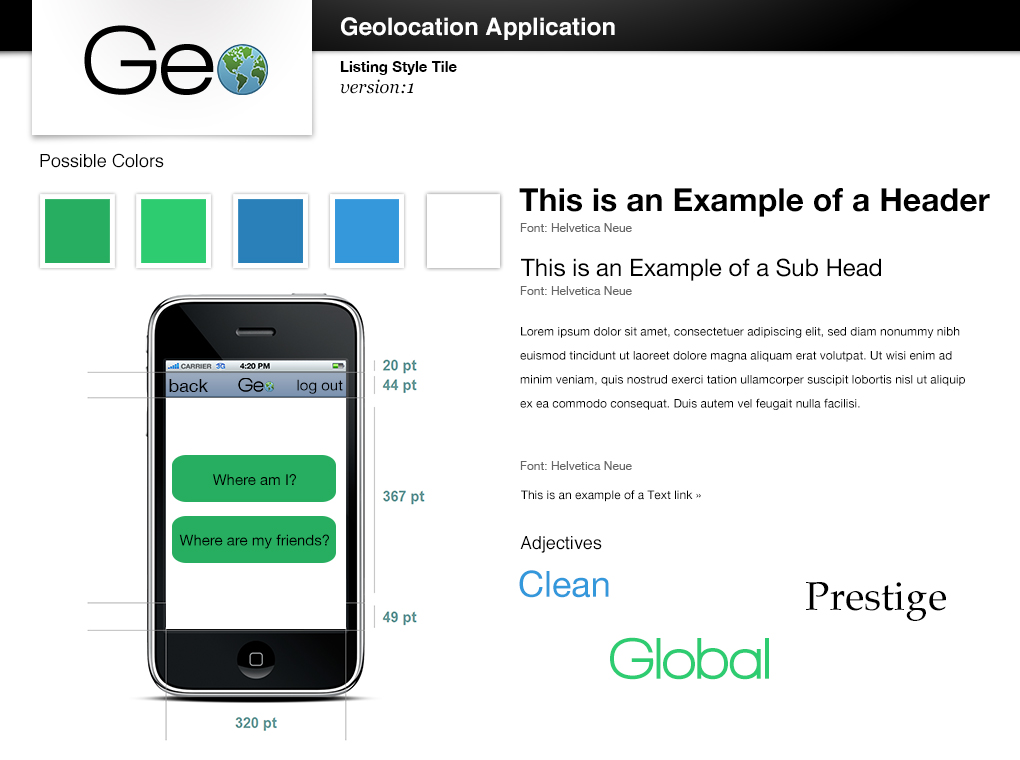 Geo
Geolocation Application
Listing Style Tile
version:1
Possible Colors
This is an Example of a Header
Font: Helvetica Neue
This is an Example of a Sub Head
Font: Helvetica Neue
Lorem ipsum dolor sit amet, consectetuer adipiscing elit, sed diam nonummy nibh
euismod tincidunt ut laoreet dolore magna aliquam erat volutpat. Ut wisi enim ad
minim veniam, quis nostrud exerci tation ullamcorper suscipit lobortis nisl ut aliquip
ex ea commodo consequat. Duis autem vel feugait nulla facilisi.
Font: Helvetica Neue
This is an example of a Text link »
Adjectives
Clean
Prestige
Global
CARRIER 3G 4:20 PM
back Geo log out
Where am I?
Where are my friends?
20 pt
44 pt
367 pt
49 pt
320 pt